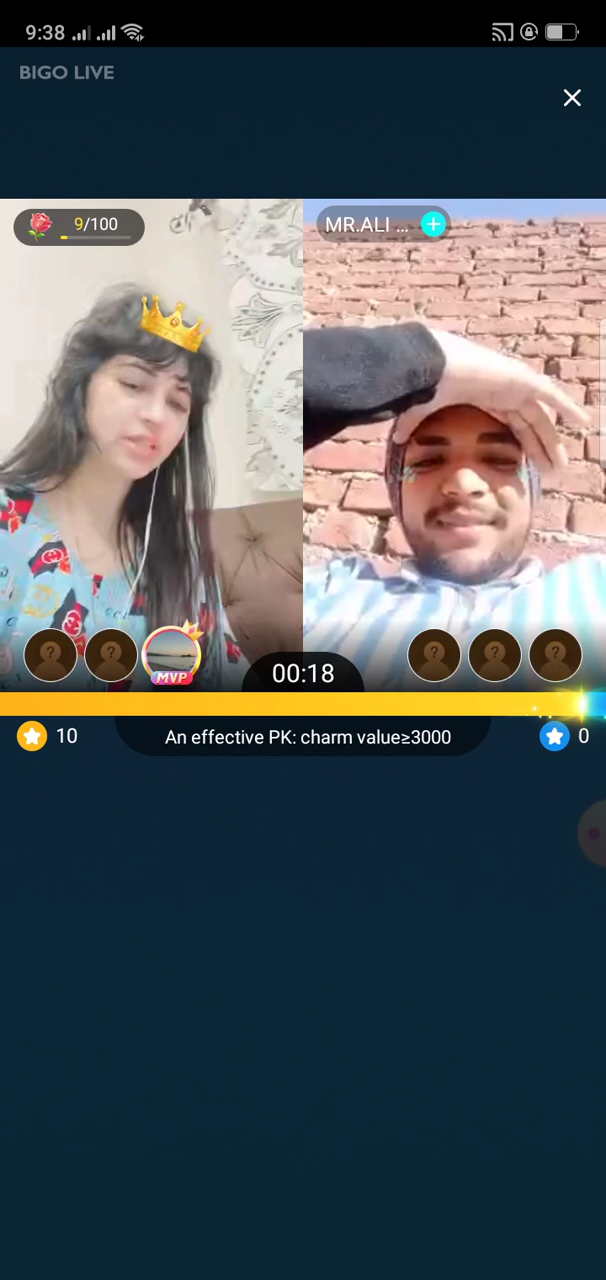 9:38
BIGO LIVE
9/100
MR.ALI ...
MVP
00:18
10
An effective PK: charm value≥3000
0